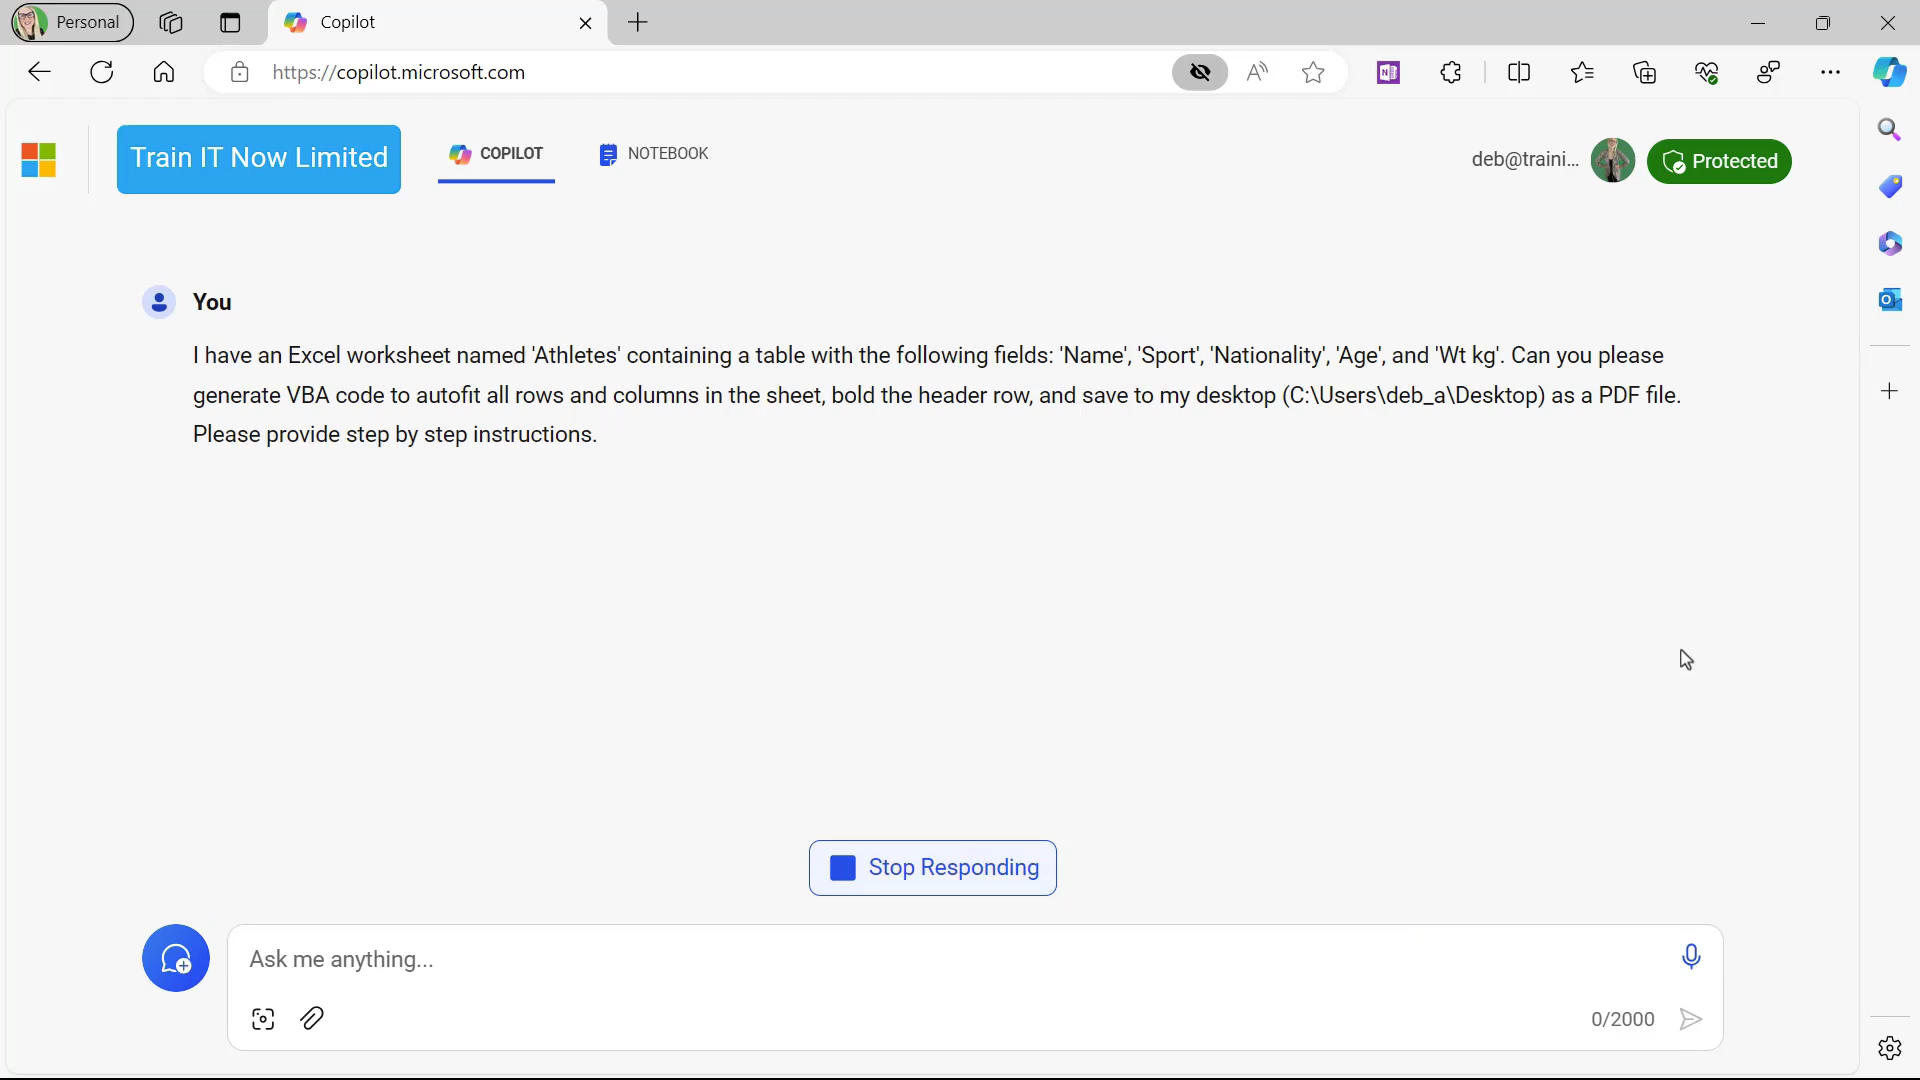 Personal
Copilot
https://copilot.microsoft.com
Train IT Now Limited
COPILOT
NOTEBOOK
deb@traini...
Protected
You
I have an Excel worksheet named 'Athletes' containing a table with the following fields: 'Name', 'Sport', 'Nationality', 'Age', and 'Wt kg'. Can you please
generate VBA code to autofit all rows and columns in the sheet, bold the header row, and save to my desktop (C:\Users\deb_a\Desktop) as a PDF file.
Please provide step by step instructions.
Stop Responding
Ask me anything...
0/2000